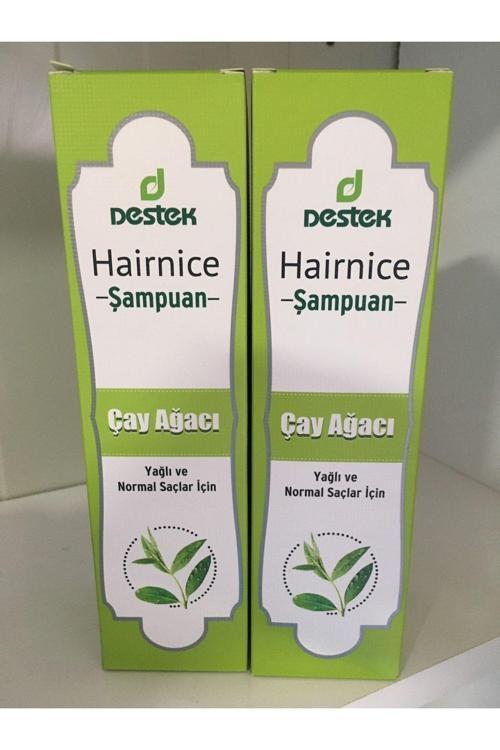 Destek
Hairnice
-Şampuan-
Çay Ağacı
Yağlı ve
Normal Saçlar İçin
Destek
Hairnice
-Şampuan-
Çay Ağacı
Yağlı ve
Normal Saçlar İçin